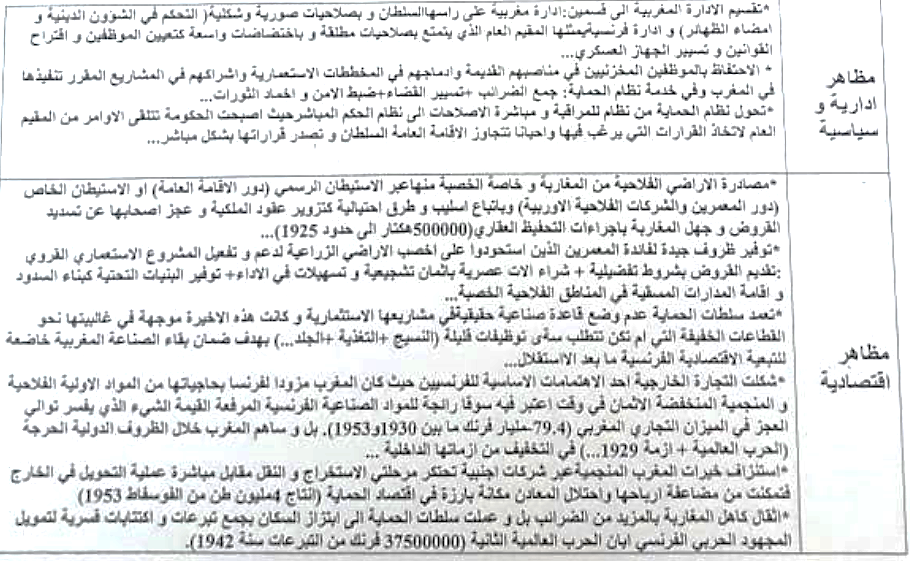 *تقسيم الادارة المغربية الى قسمين:ادارة مغربية على راسهاالسلطان و بصلاحيات صورية وشكلية( التحكم في الشؤون الدينية و
امضاء الظهائر) و ادارة فرنسيةيمثلها المقيم العام الذي يتمتع بصلاحيات مطلقة و باختضاضات واسعة كتعيين الموظفين و اقتراح
القوانين و تسيير الجهاز العسكري...
* الاحتفاظ بالموظفين المخزنيين في مناصبهم القديمة وادماجهم في المخططات الاستعمارية واشراكهم في المشاريع المقرر تنفيذها
في المغرب وفي خدمة نظام الحماية: جمع الضرائب +تسيير القضاء+ضبط الامن و اخماد الثورات...
*تحول نظام الحماية من نظام للمراقبة و مباشرة الاصلاحات الى نظام الحكم المباشرحيث اصبحت الحكومة تتلقى الاوامر من المقيم
العام لاتخاذ القرارات التي يرغب فيها واحيانا تتجاوز الاقامة العامة السلطان و تصدر قراراتها بشكل مباشر...
مظاهر
ادارية و
سياسية
*مصادرة الاراضي الفلاحية من المغاربة و خاصة الخصبة منهاعبر الاستيطان الرسمي (دور الاقامة العامة) او الاستيطان الخاص
(دور المعمرين والشركات الفلاحية الاوربية) وباتباع اسليب و طرق احتيالية كتزوير عقود الملكية و عجز اصحابها عن تسديد
القروض و جهل المغاربة باجراءات التحفيظ العقاري(500000هكتار الى حدود 1925)...
*توفير ظروف جيدة لفائدة المعمرين الذين استحودوا على اخصب الاراضي الزراعية لدعم و تفعيل المشروع الاستعماري القروي
:تقديم القروض بشروط تفضيلية + شراء الات عصرية باثمان تشجيعية و تسهيلات في الاداء+ توفير البنيات التحتية كبناء السدود
و اقامة المدارات المسقية في المناطق الفلاحية الخصبة...
*تعمد سلطات الحماية عدم وضع قاعدة صناعية حقيقيةفي مشاريعها الاستثمارية و كانت هذه الاخيرة موجهة في غالبيتها نحو
القطاعات الخفيفة التي ام تكن تتطلب سةى توظيفات قليلة (النسيج +التغذية +الجلد...) بهدف ضمان بقاء الصناعة المغربية خاضعة
للتبعية الاقتصادية الفرنسية ما بعد الاستقلال...
*شكلت التجارة الخارجية احد الاهتمامات الاساسية للفرنسيين حيث كان المغرب مزودا لفرنسا بحاجياتها من المواد الاولية الفلاحية
و المنجمية المنخفضة الاثمان في وقت اعتبر فيه سوقا رائجة للمواد الصناعية الفرنسية المرفعة القيمة الشيء الذي يفسر توالي
العجز في الميزان التجاري المغربي (79.4-مليار فرنك ما بين 1930و1953). بل و ساهم المغرب خلال الظروف الدولية الحرجة
(الحرب العالمية + ازمة 1929...) في التخفيف من ازماتها الداخلية ...
*استنزاف خيرات المغرب المنجميةعبر شركات اجنبية تحتكر مرحلتي الاستخراج و النقل مقابل مباشرة عملية التحويل في الخارج
فتمكنت من مضاعفة ارباحها واحتلال المعادن مكانة بارزة في اقتصاد الحماية (انتاج 4مليون طن من الفوسفاط 1953)
*اثقال كاهل المغاربة بالمزيد من الضرائب بل و عملت سلطات الحماية الى ابتزاز السكان بجمع تبرعات و اكتتابات قسرية لتمويل
المجهود الحربي الفرنسي ابان الحرب العالمية الثانية (37500000 فرنك من التبرعات سنة 1942).
مظاهر
اقتصادية